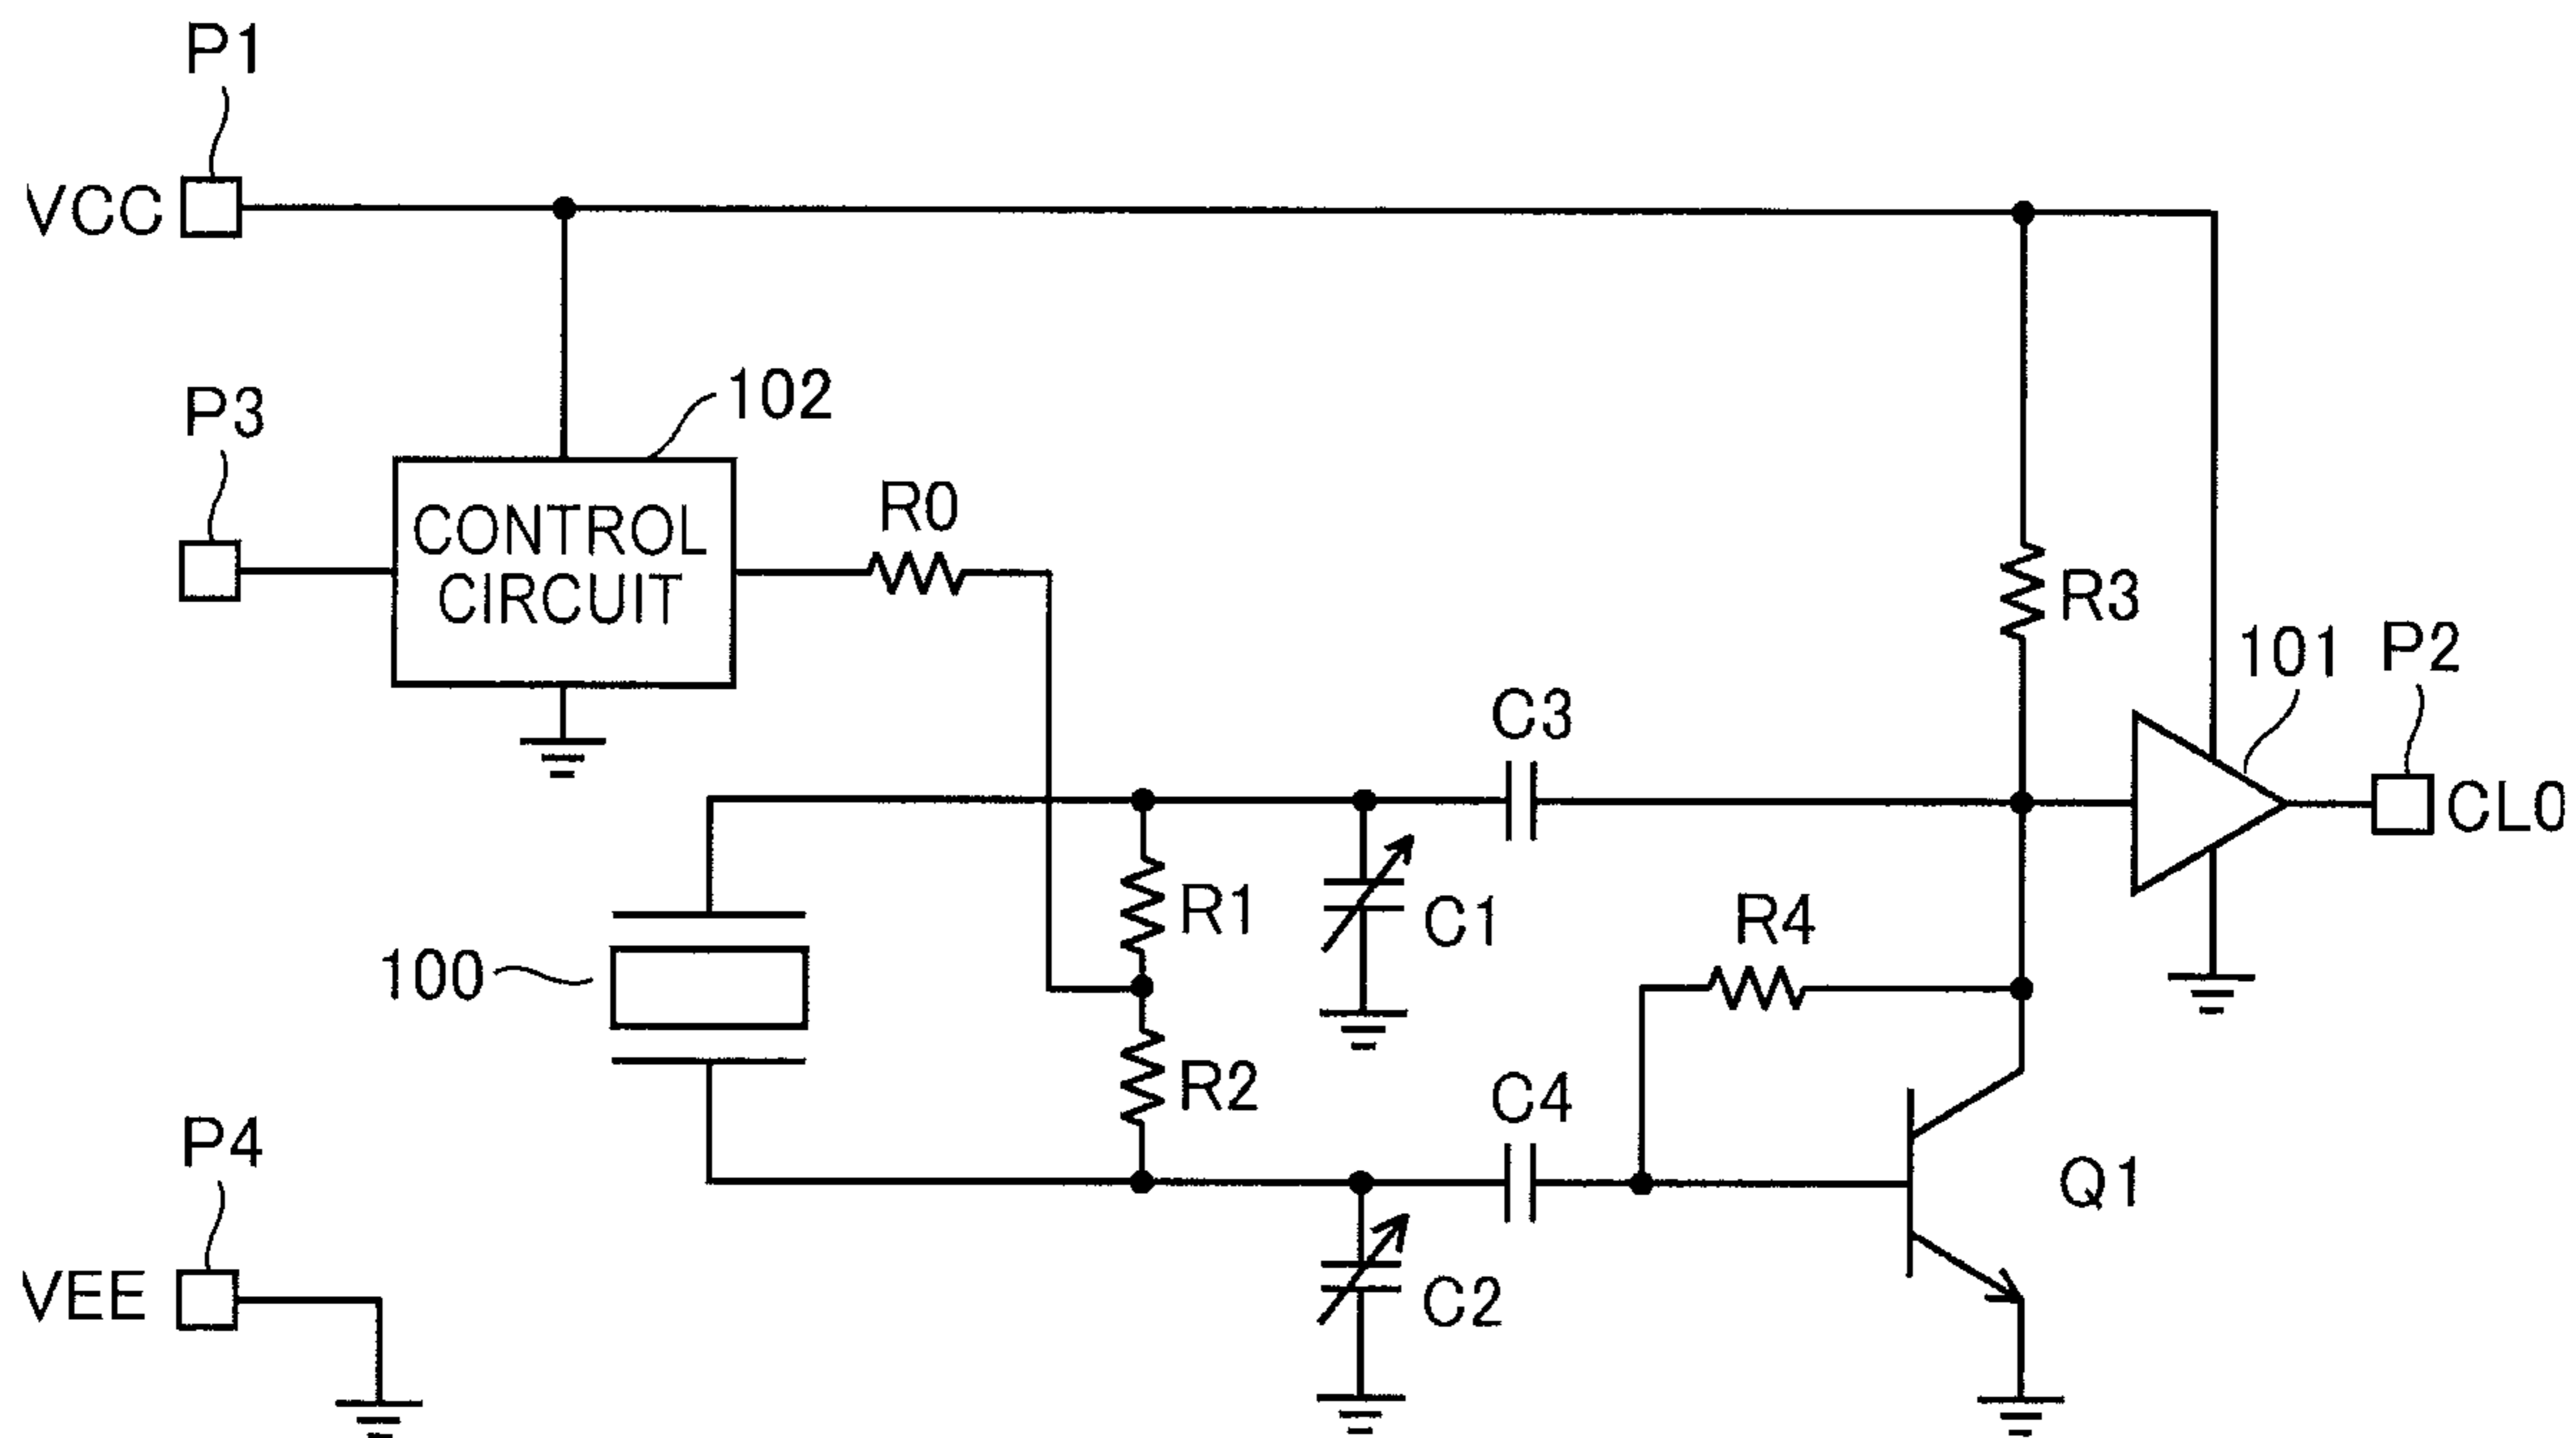 P1
VCC
P3
102
CONTROL
CIRCUIT
R0
R3
101
P2
CL0
C3
R1
C1
R4
100
R2
C4
Q1
P4
VEE
C2